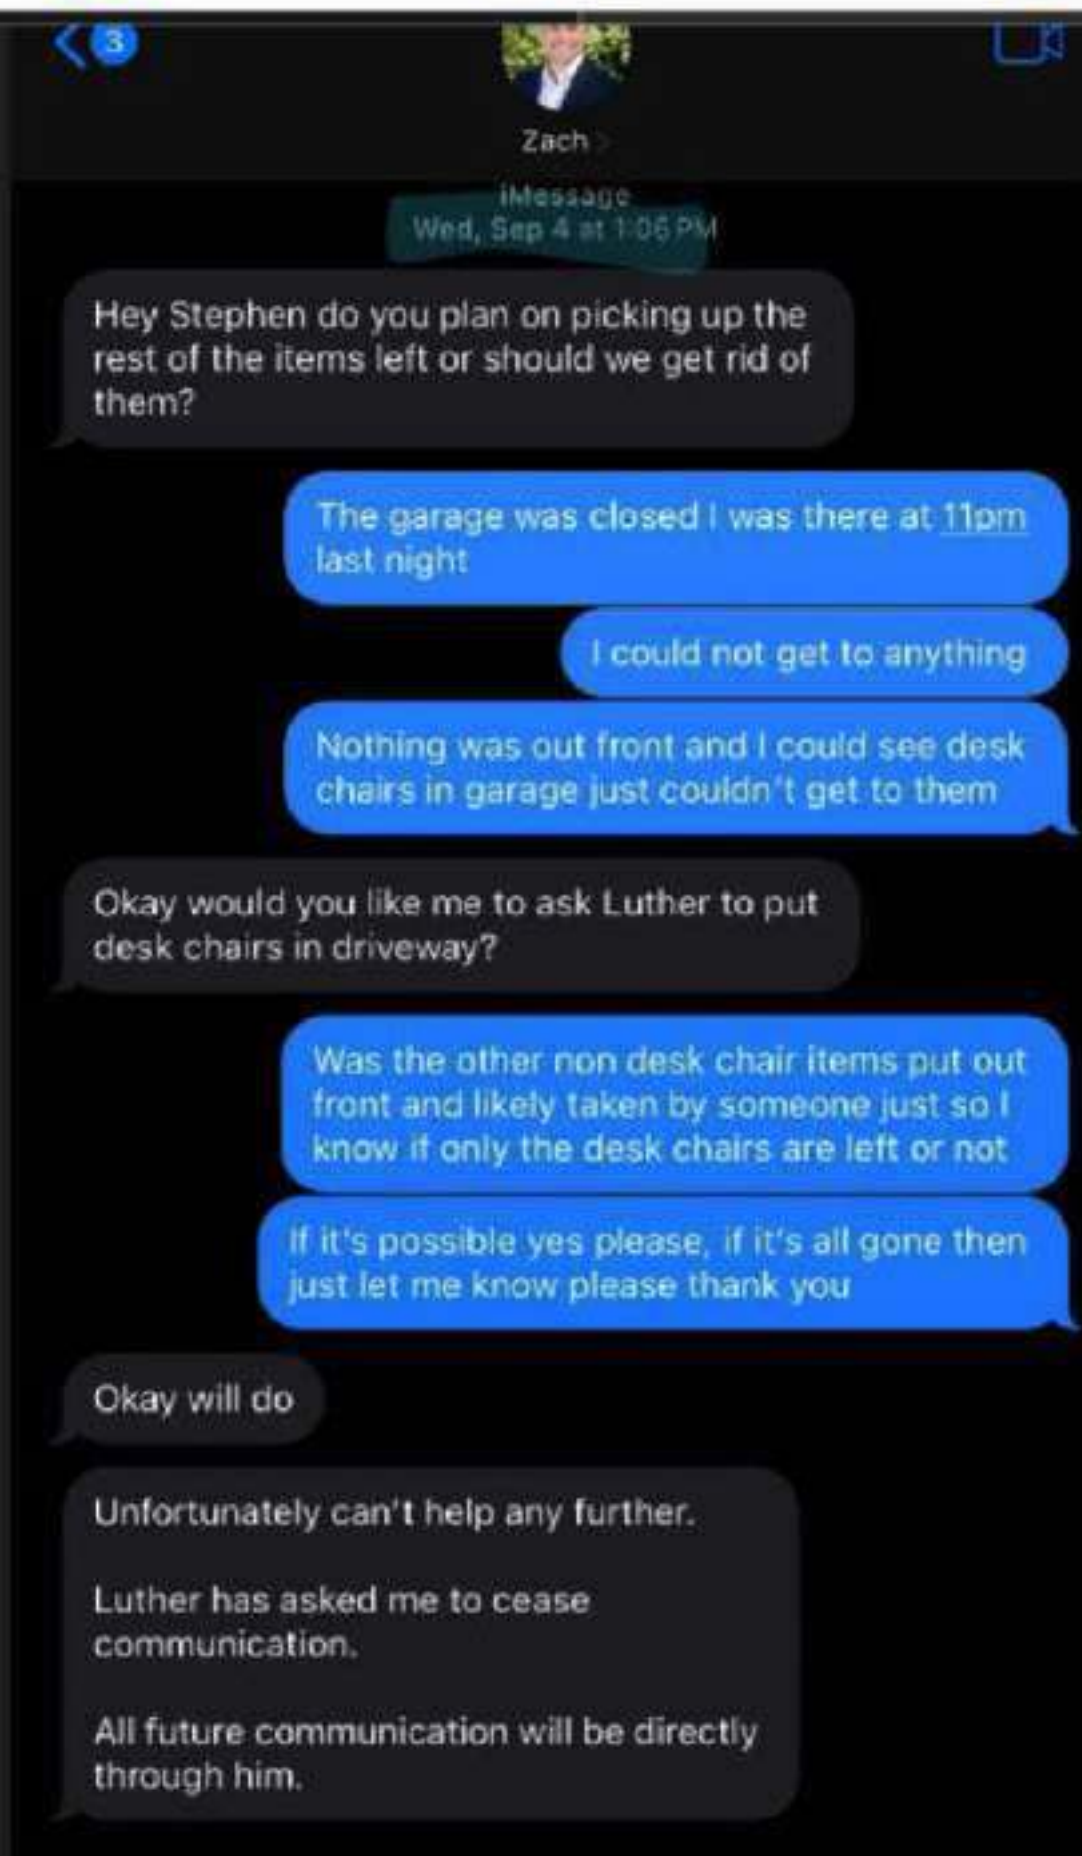 3
Zach
iMessage
Wed, Sep 4 at 1:06 PM
Hey Stephen do you plan on picking up the
rest of the items left or should we get rid of
them?
The garage was closed I was there at 11pm
last night
I could not get to anything
Nothing was out front and I could see desk
chairs in garage just couldn't get to them
Okay would you like me to ask Luther to put
desk chairs in driveway?
Was the other non desk chair items put out
front and likely taken by someone just so I
know if only the desk chairs are left or not
If it's possible yes please, if it's all gone then
just let me know please thank you
Okay will do
Unfortunately can't help any further.
Luther has asked me to cease
communication.
All future communication will be directly
through him.